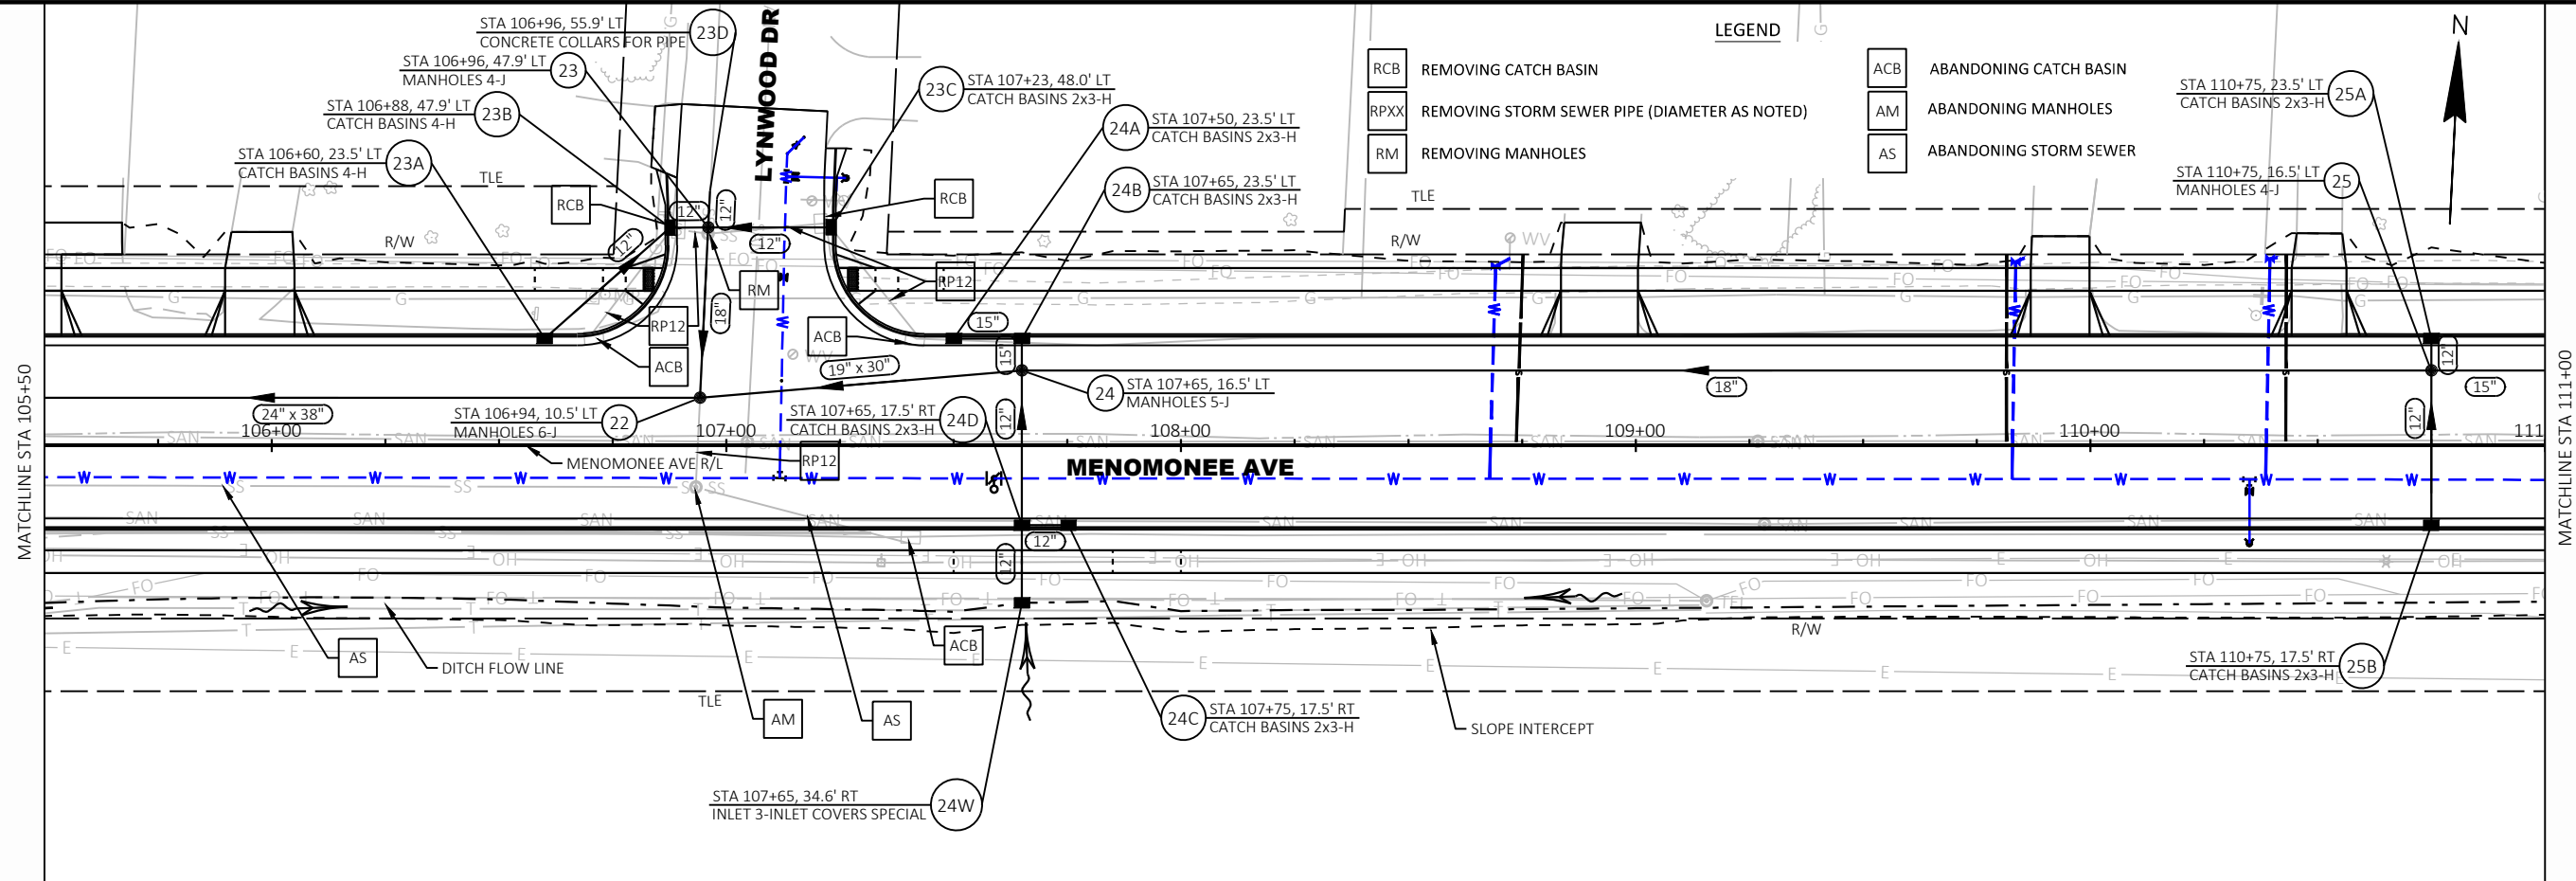 STA 106+96, 55.9' LT
CONCRETE COLLARS FOR PIPE
23D
STA 106+96, 47.9' LT
MANHOLES 4-J
23
STA 106+88, 47.9' LT
CATCH BASINS 4-H
23B
STA 106+60, 23.5' LT
CATCH BASINS 4-H
23A
LYNWOOD DR
23C
STA 107+23, 48.0' LT
CATCH BASINS 2x3-H
24A
STA 107+50, 23.5' LT
CATCH BASINS 2x3-H
24B
STA 107+65, 23.5' LT
CATCH BASINS 2x3-H
LEGEND
RCB REMOVING CATCH BASIN
RPXX REMOVING STORM SEWER PIPE (DIAMETER AS NOTED)
RM REMOVING MANHOLES
ACB ABANDONING CATCH BASIN
AM ABANDONING MANHOLES
AS ABANDONING STORM SEWER
N
STA 110+75, 23.5' LT
CATCH BASINS 2x3-H
25A
STA 110+75, 16.5' LT
MANHOLES 4-J
25
TLE
TLE
R/W
R/W
RCB
RCB
12"
12"
12"
12"
18"
RM
RP12
RP12
ACB
ACB
15"
15"
19" x 30"
24" x 38"
STA 106+94, 10.5' LT
MANHOLES 6-J
22
STA 107+65, 17.5' RT
CATCH BASINS 2x3-H
24D
12"
24
STA 107+65, 16.5' LT
MANHOLES 5-J
18"
12"
15"
12"
MATCHLINE STA 105+50
MATCHLINE STA 111+00
106+00
107+00
108+00
109+00
110+00
111
MENOMONEE AVE R/L
RP12
MENOMONEE AVE
12"
12"
AS
DITCH FLOW LINE
TLE
AM
AS
ACB
R/W
24C
STA 107+75, 17.5' RT
CATCH BASINS 2x3-H
SLOPE INTERCEPT
STA 110+75, 17.5' RT
CATCH BASINS 2x3-H
25B
STA 107+65, 34.6' RT
INLET 3-INLET COVERS SPECIAL
24W